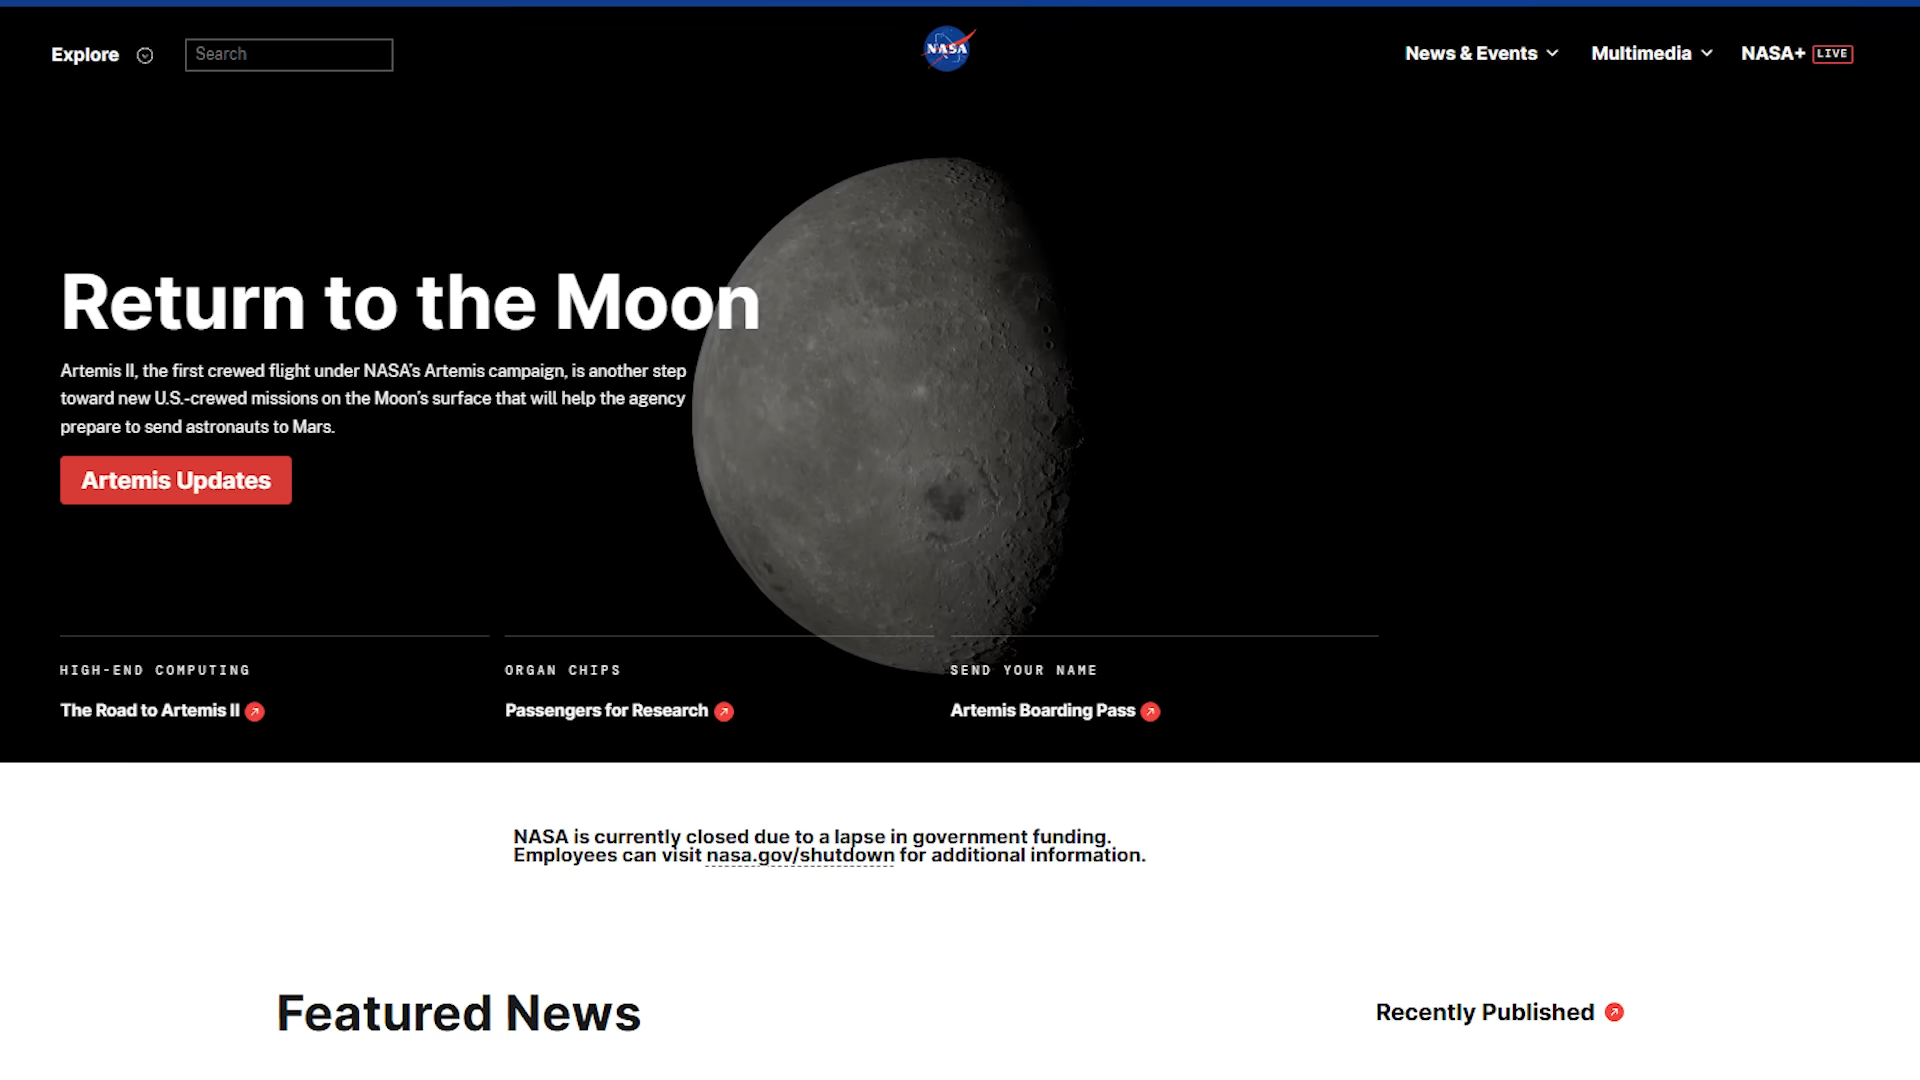 Explore
Search
NASA
News & Events
Multimedia
NASA+ LIVE
Return to the Moon
Artemis II, the first crewed flight under NASA's Artemis campaign, is another step
toward new U.S.-crewed missions on the Moon's surface that will help the agency
prepare to send astronauts to Mars.
Artemis Updates
HIGH-END COMPUTING
The Road to Artemis II
ORGAN CHIPS
Passengers for Research
SEND YOUR NAME
Artemis Boarding Pass
NASA is currently closed due to a lapse in government funding.
Employees can visit nasa.gov/shutdown for additional information.
Featured News
Recently Published